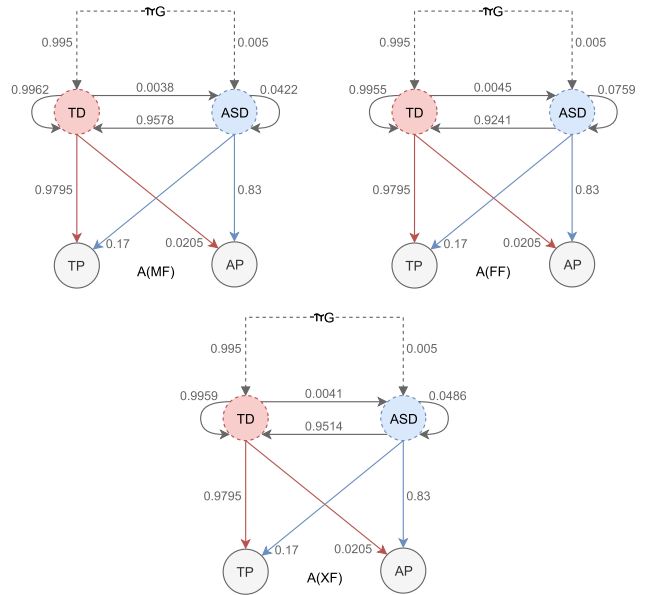 πG
0.995
0.005
0.9962
0.0038
0.0422
TD
ASD
0.9578
0.9795
0.83
0.17
0.0205
TP
AP
A(MF)
πG
0.995
0.005
0.9955
0.0045
0.0759
TD
ASD
0.9241
0.9795
0.83
0.17
0.0205
TP
AP
A(FF)
πG
0.995
0.005
0.9959
0.0041
0.0486
TD
ASD
0.9514
0.9795
0.83
0.17
0.0205
TP
AP
A(XF)